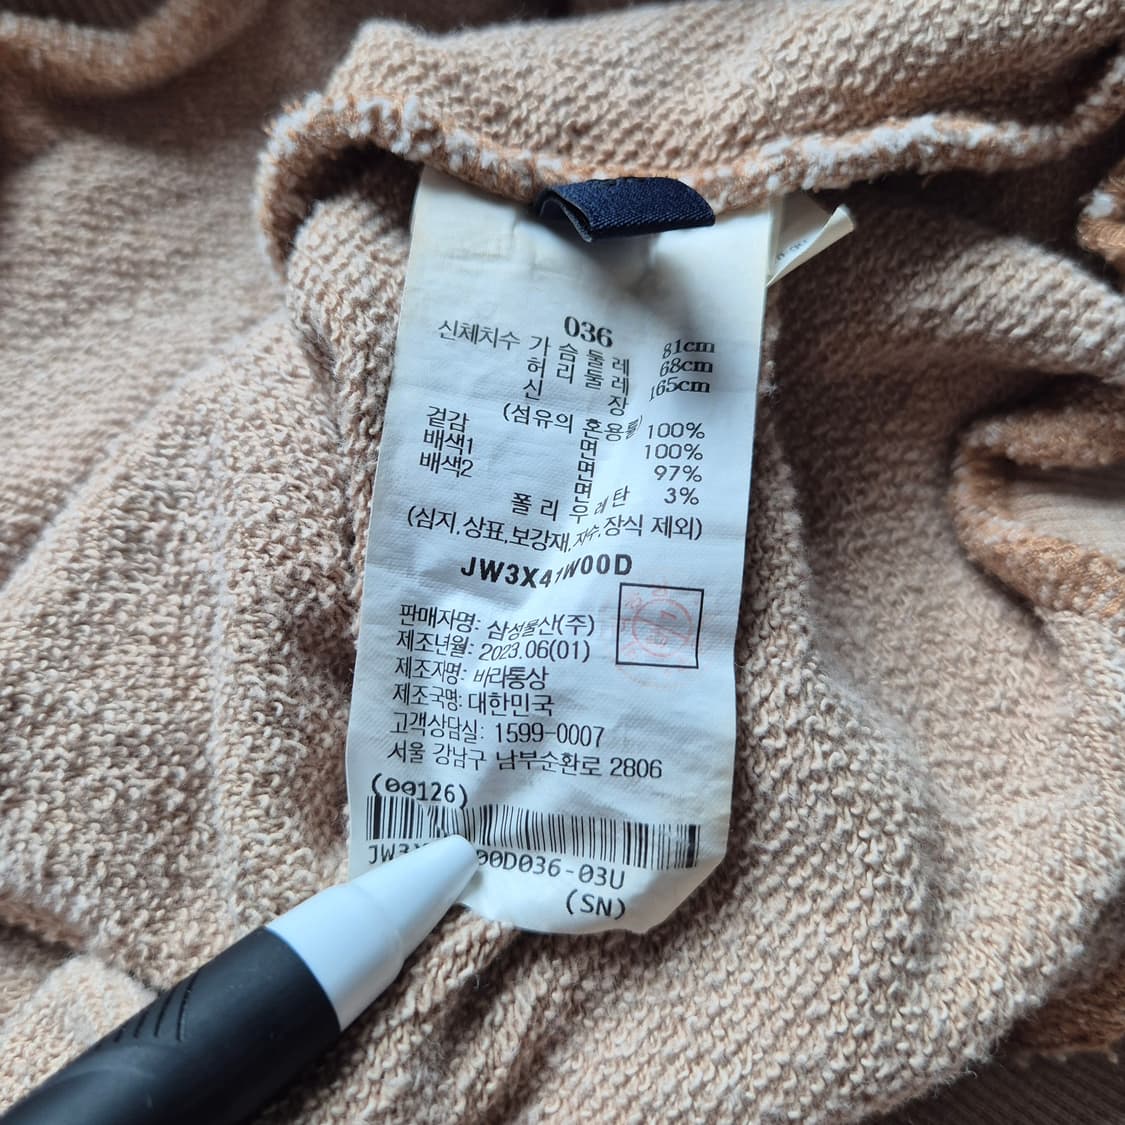 036
신체치수 가슴둘레 81cm
허리둘레 68cm
신장 165cm
(섬유의 혼용률)
겉감 면 100%
배색1 면 100%
배색2 면 97%
폴리우레탄 3%
(심지,상표,보강재,자수,장식 제외)
판매자명: 삼성물산(주)
제조년월: 2023.06(01)
제조자명: 바라통상
제조국명: 대한민국
고객상담실: 1599-0007
서울 강남구 남부순환로 2806
(00126)
(SN)